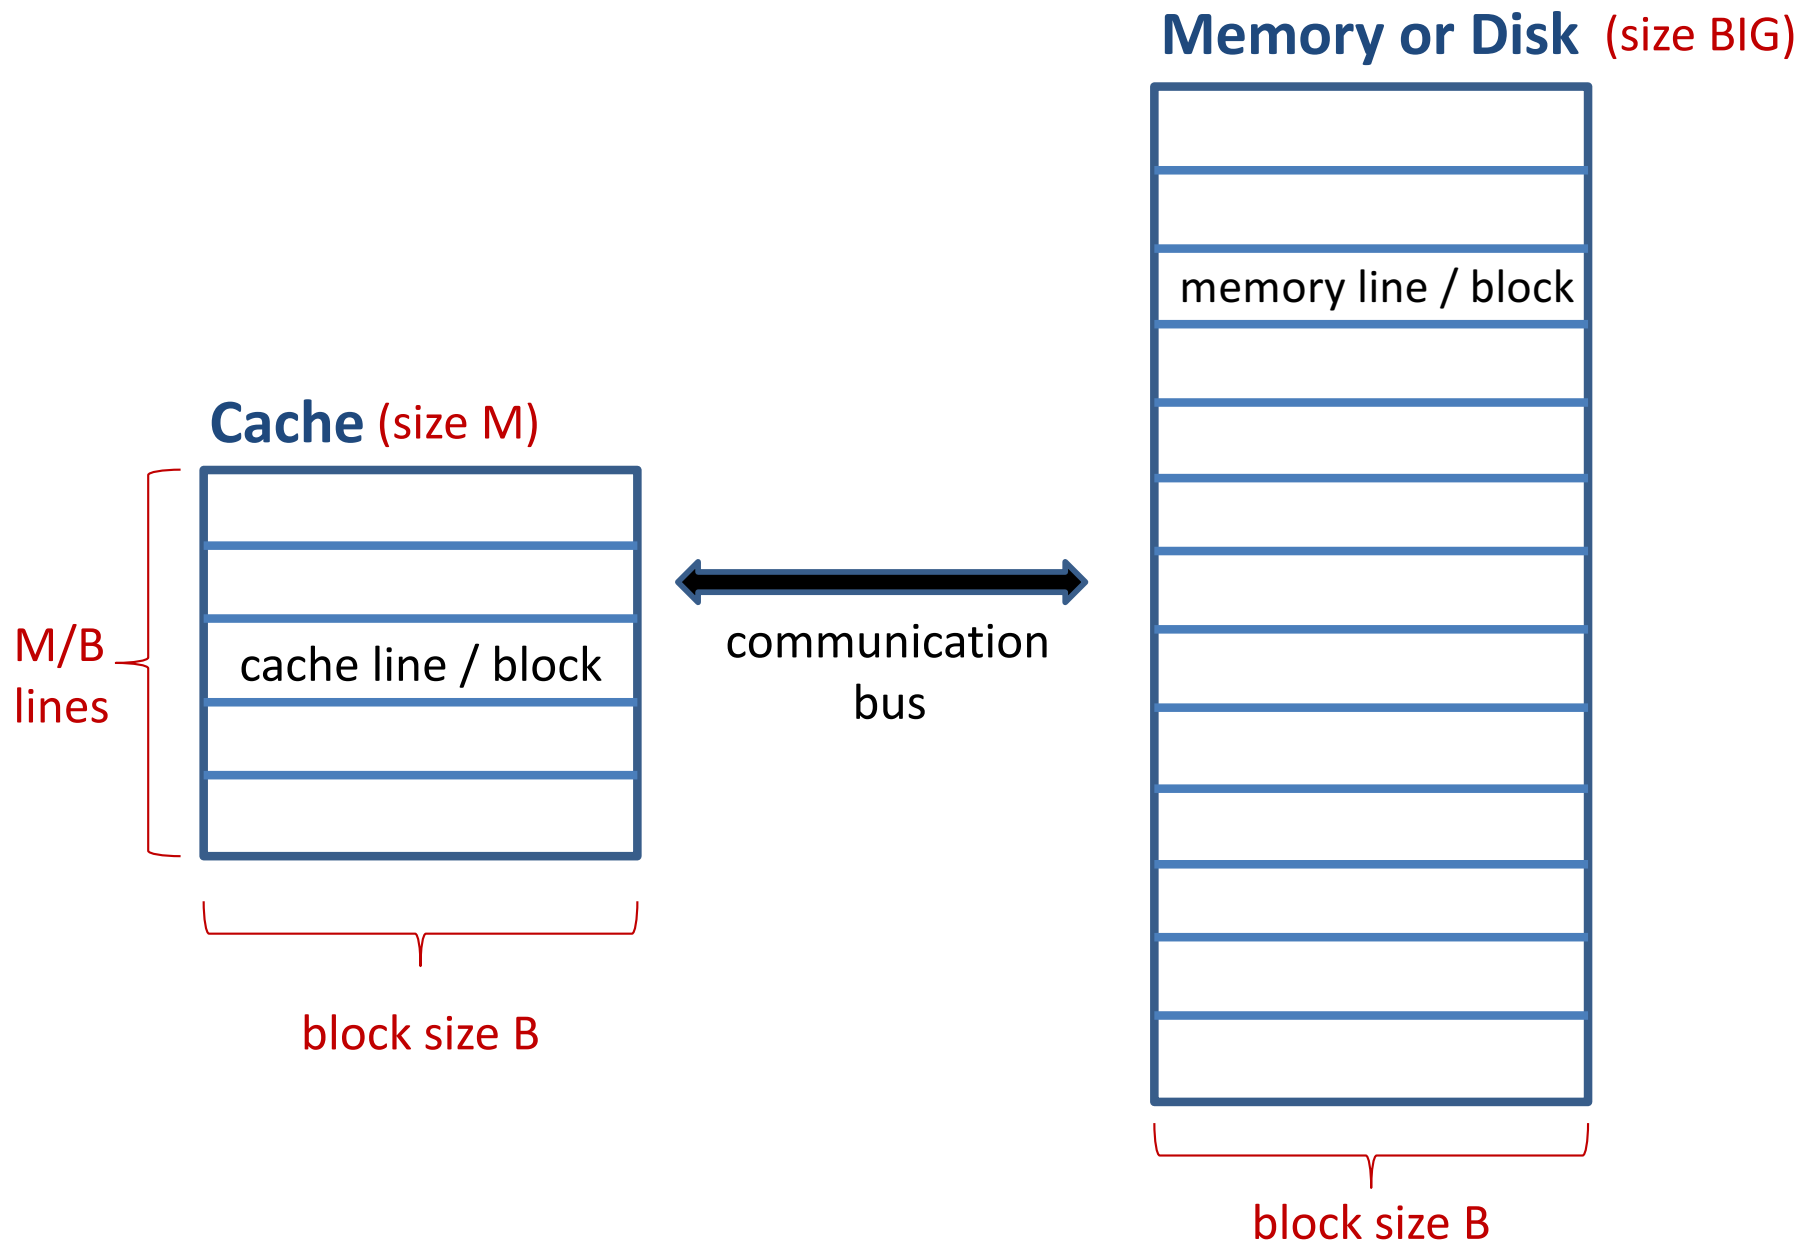 Memory or Disk (size BIG)
memory line / block
Cache (size M)
M/B
lines
cache line / block
communication
bus
block size B
block size B